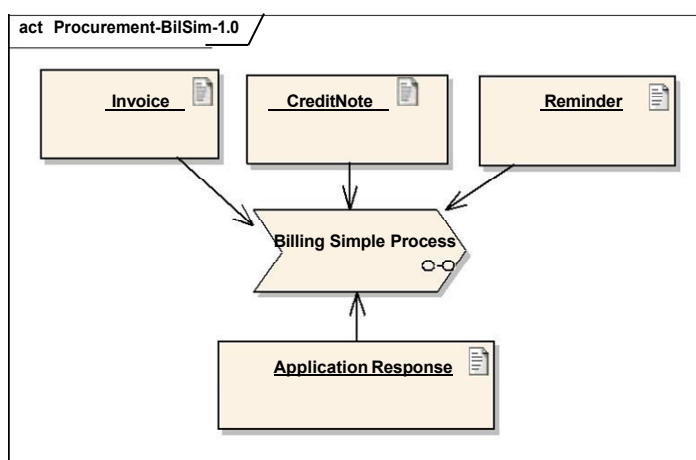 act Procurement-BilSim-1.0
Invoice
CreditNote
Reminder
Billing Simple Process
Application Response